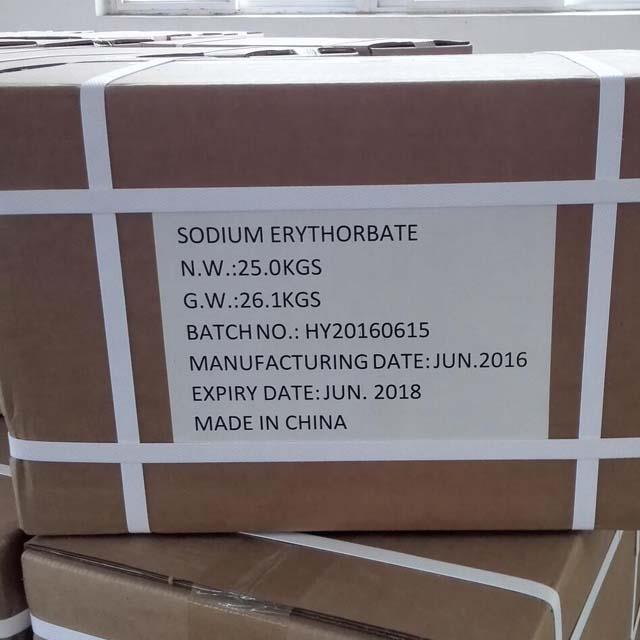 SODIUM ERYTHORBATE
N.W.:25.0KGS
G.W.:26.1KGS
BATCH NO.: HY20160615
MANUFACTURING DATE:JUN.2016
EXPIRY DATE:JUN. 2018
MADE IN CHINA